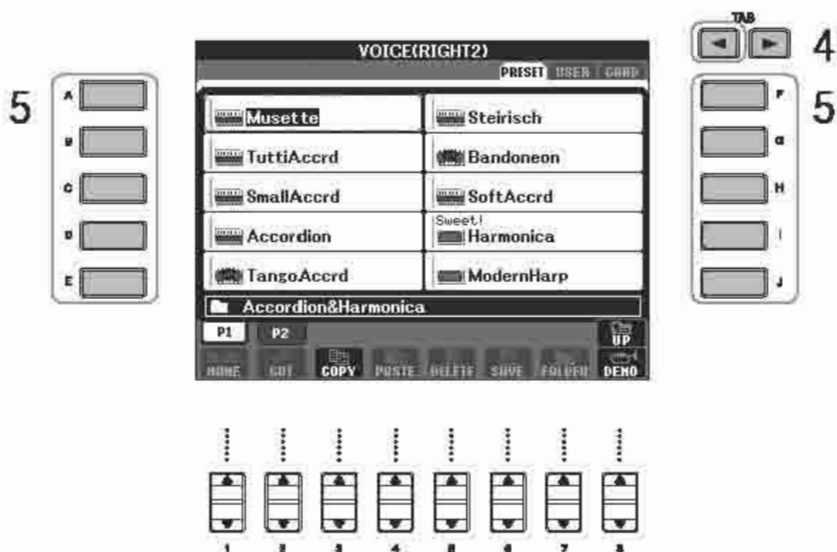 TAB
4
VOICE(RIGHT2)
PRESET USER CARD
5
A
B
C
D
E
Musette
TuttiAccrd
SmallAccrd
Accordion
TangoAccrd
Steirisch
Bandoneon
SoftAccrd
Sweet!
Harmonica
ModernHarp
F
G
H
I
J
5
Accordion&Harmonica
P1 P2 UP
NAME CUT COPY PASTE DELETE SAVE FOLDER DEMO
1 2 3 4 5 6 7 8